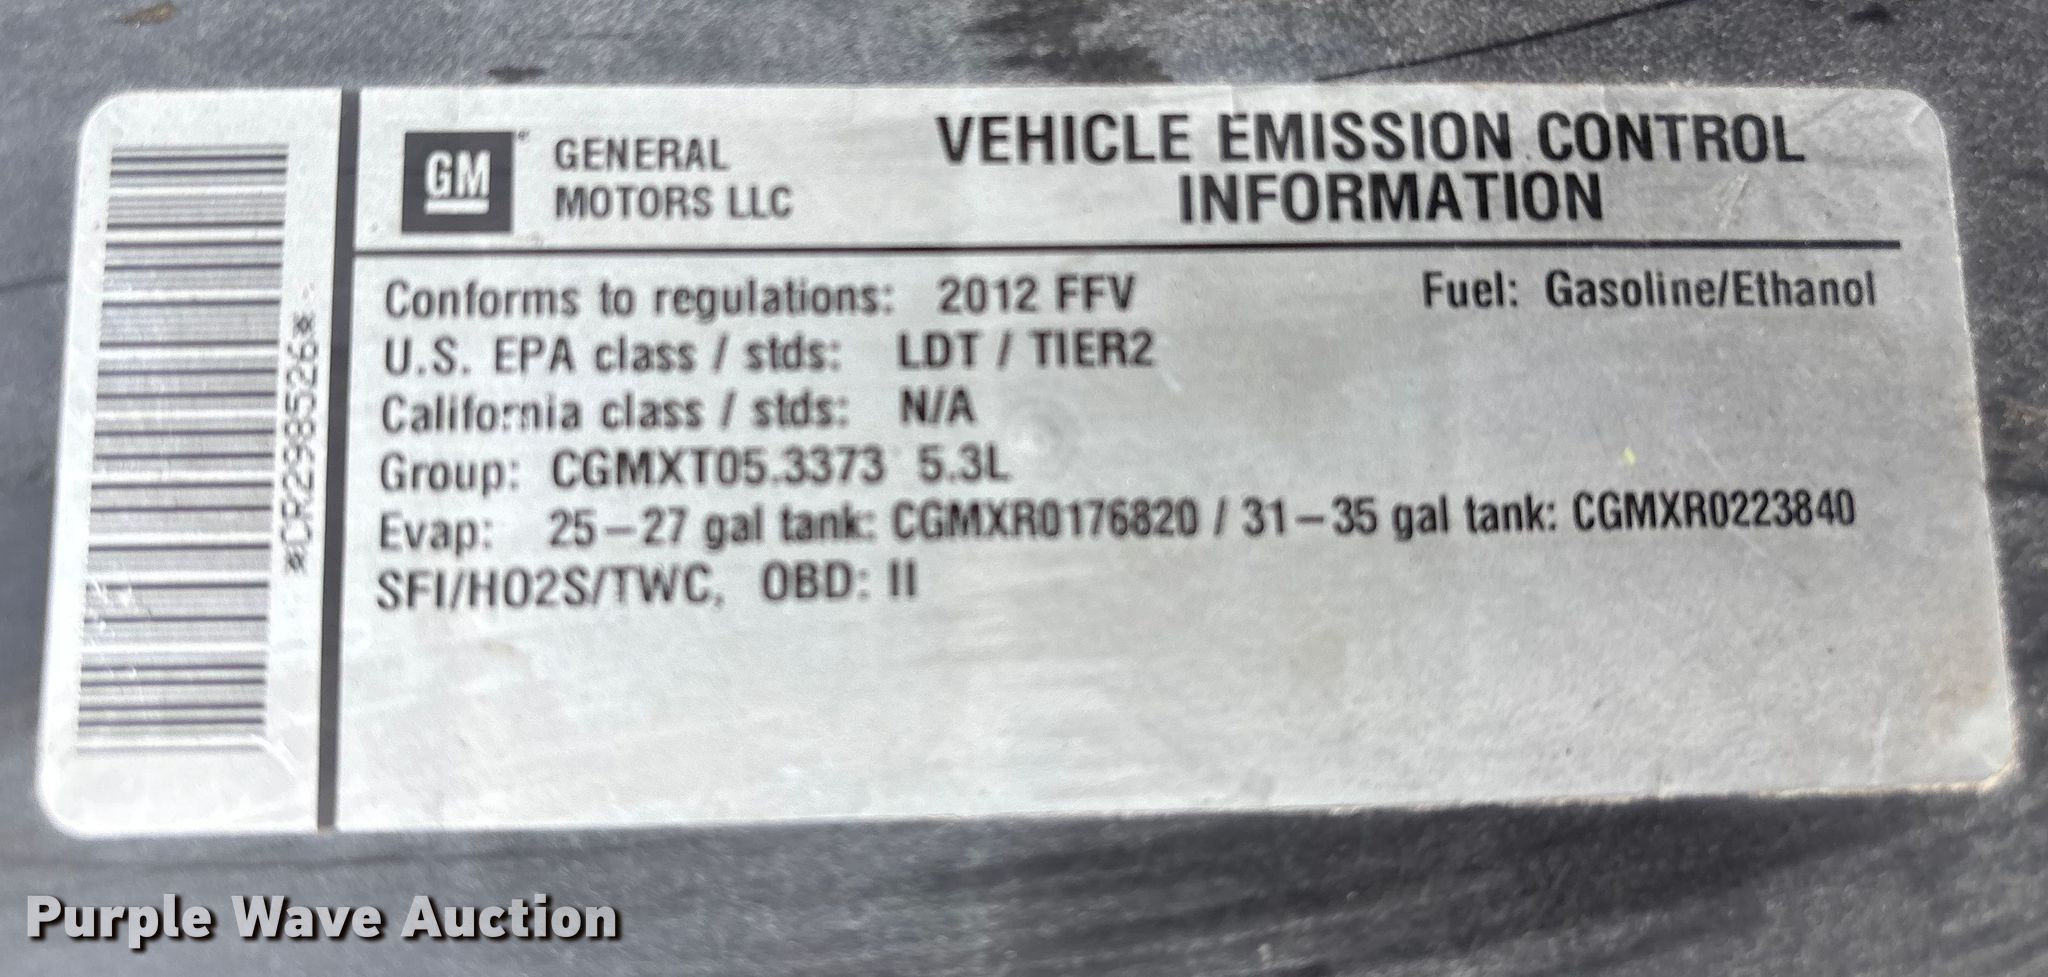 GM
GENERAL
MOTORS LLC
VEHICLE EMISSION CONTROL
INFORMATION
Conforms to regulations: 2012 FFV
Fuel: Gasoline/Ethanol
U.S. EPA class / stds: LDT / TIER2
California class / stds: N/A
Group: CGMXT05.3373 5.3L
Evap: 25–27 gal tank: CGMXR0176820 / 31–35 gal tank: CGMXR0223840
SFI/HO2S/TWC, OBD: II
*CR2985526*
Purple Wave Auction